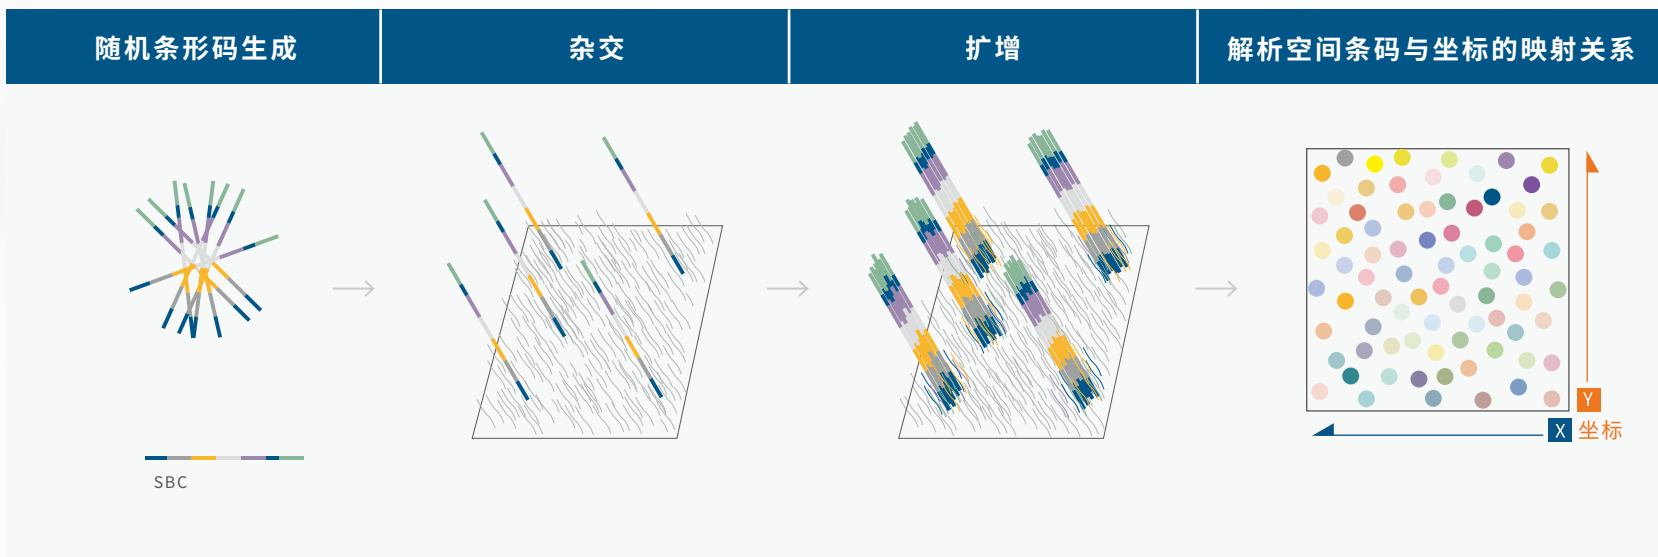 随机条形码生成
杂交
扩增
解析空间条码与坐标的映射关系
Y
X 坐标
SBC